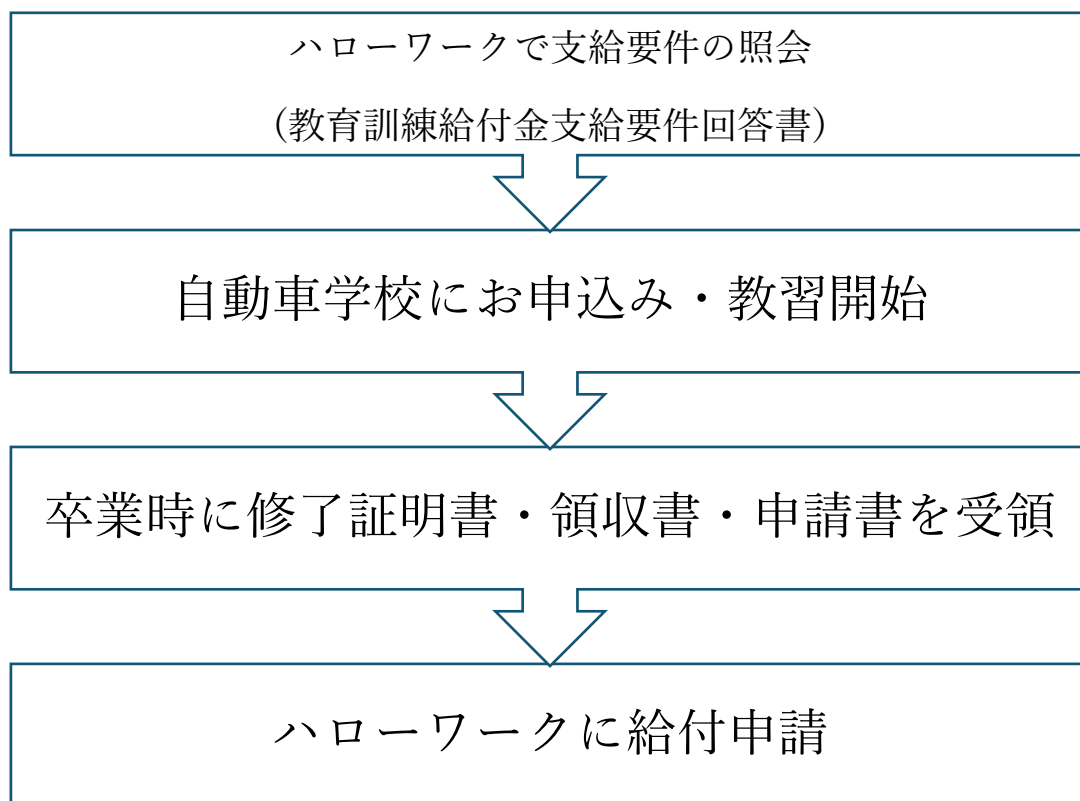 ハローワークで支給要件の照会
（教育訓練給付金支給要件回答書）
自動車学校にお申込み・教習開始
卒業時に修了証明書・領収書・申請書を受領
ハローワークに給付申請